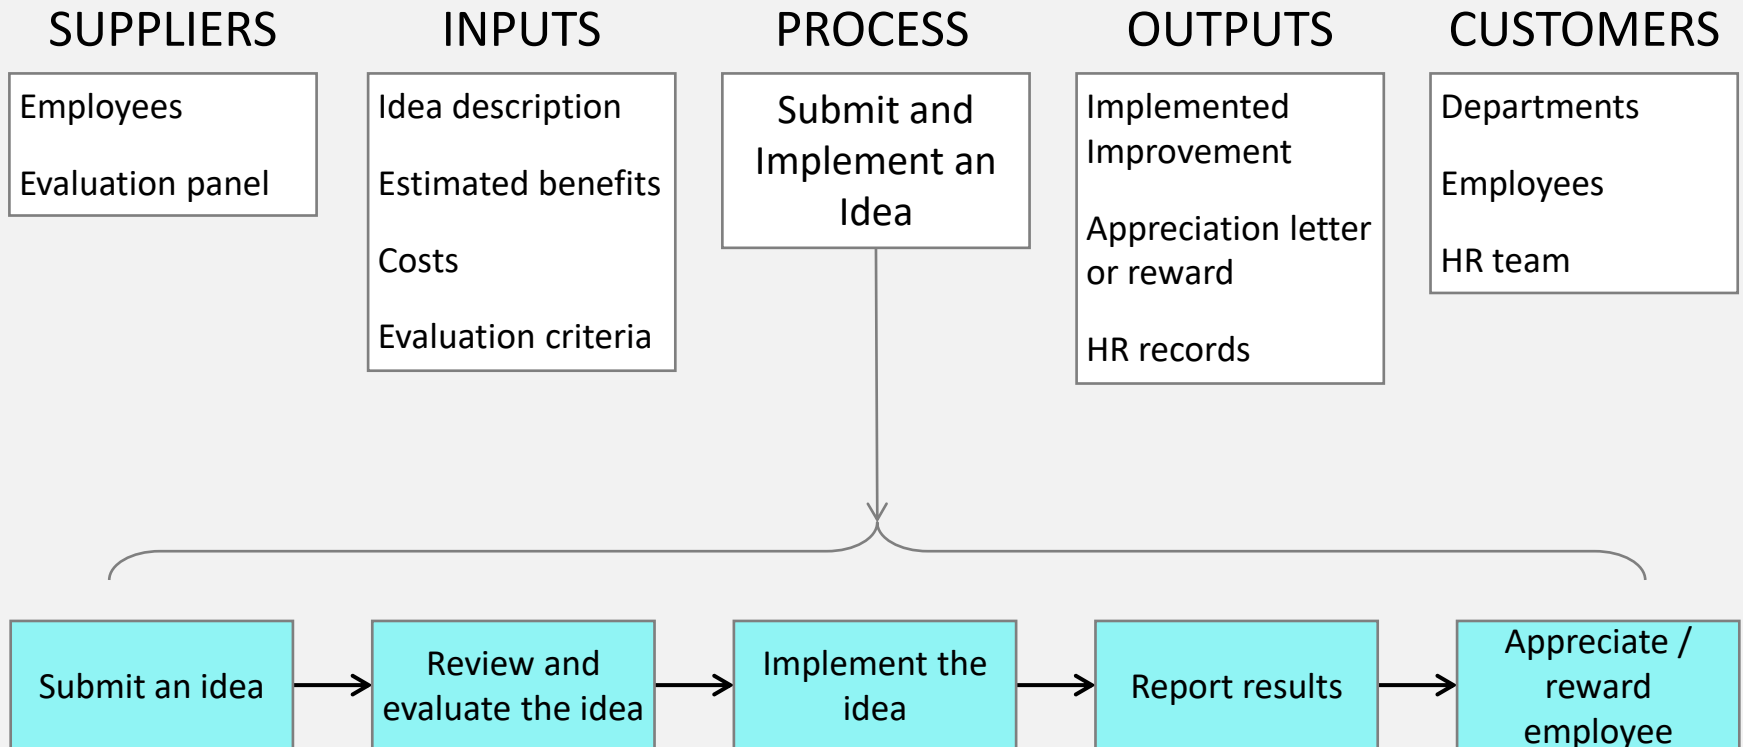 SUPPLIERS
INPUTS
PROCESS
OUTPUTS
CUSTOMERS
Employees
Evaluation panel
Idea description
Estimated benefits
Costs
Evaluation criteria
Submit and
Implement an
Idea
Implemented
Improvement
Appreciation letter
or reward
HR records
Departments
Employees
HR team
Submit an idea
Review and
evaluate the idea
Implement the
idea
Report results
Appreciate /
reward
employee